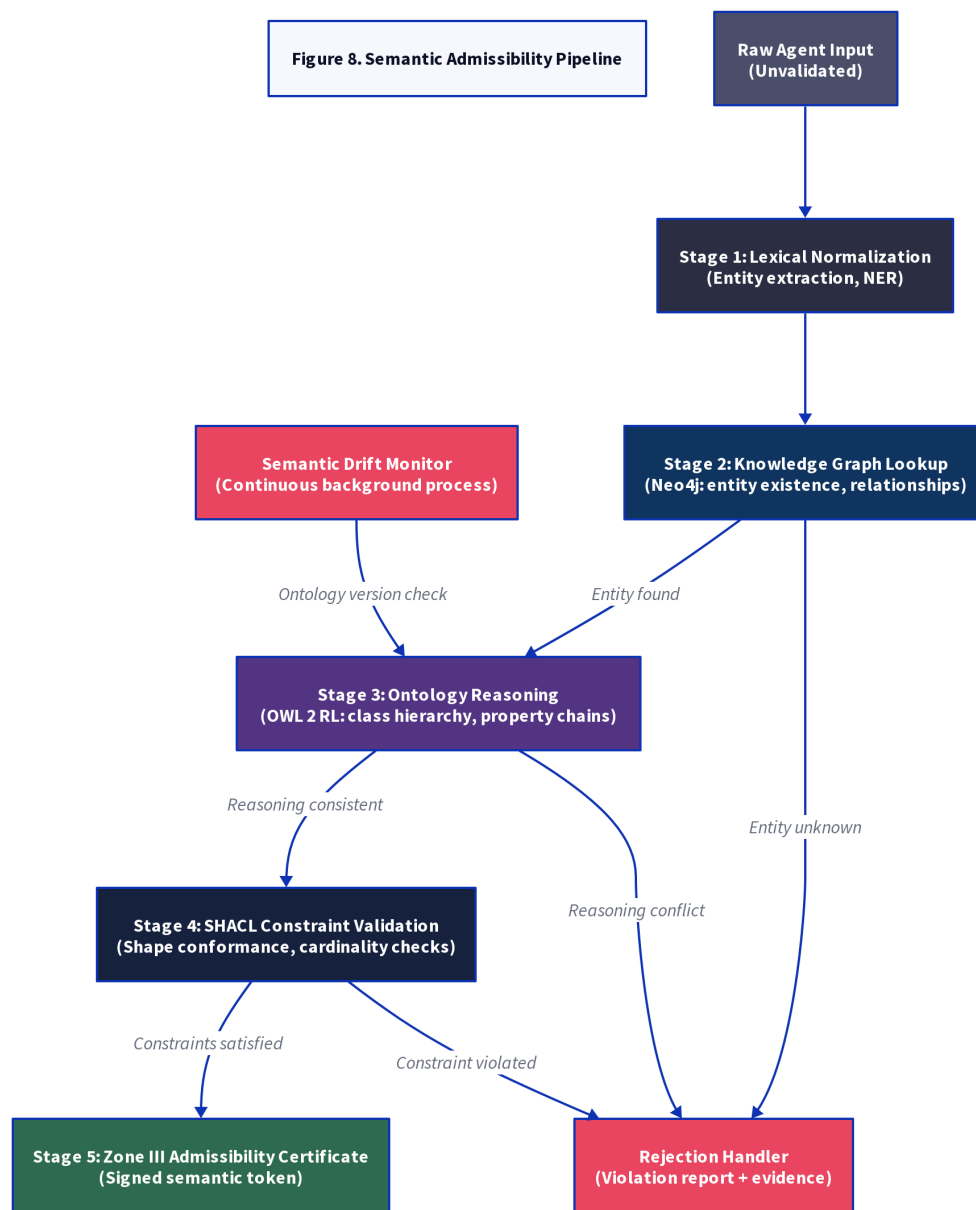 Figure 8. Semantic Admissibility Pipeline
Raw Agent Input
(Unvalidated)
Stage 1: Lexical Normalization
(Entity extraction, NER)
Semantic Drift Monitor
(Continuous background process)
Stage 2: Knowledge Graph Lookup
(Neo4j: entity existence, relationships)
Ontology version check
Entity found
Stage 3: Ontology Reasoning
(OWL 2 RL: class hierarchy, property chains)
Reasoning consistent
Entity unknown
Reasoning conflict
Stage 4: SHACL Constraint Validation
(Shape conformance, cardinality checks)
Constraints satisfied
Constraint violated
Stage 5: Zone III Admissibility Certificate
(Signed semantic token)
Rejection Handler
(Violation report + evidence)